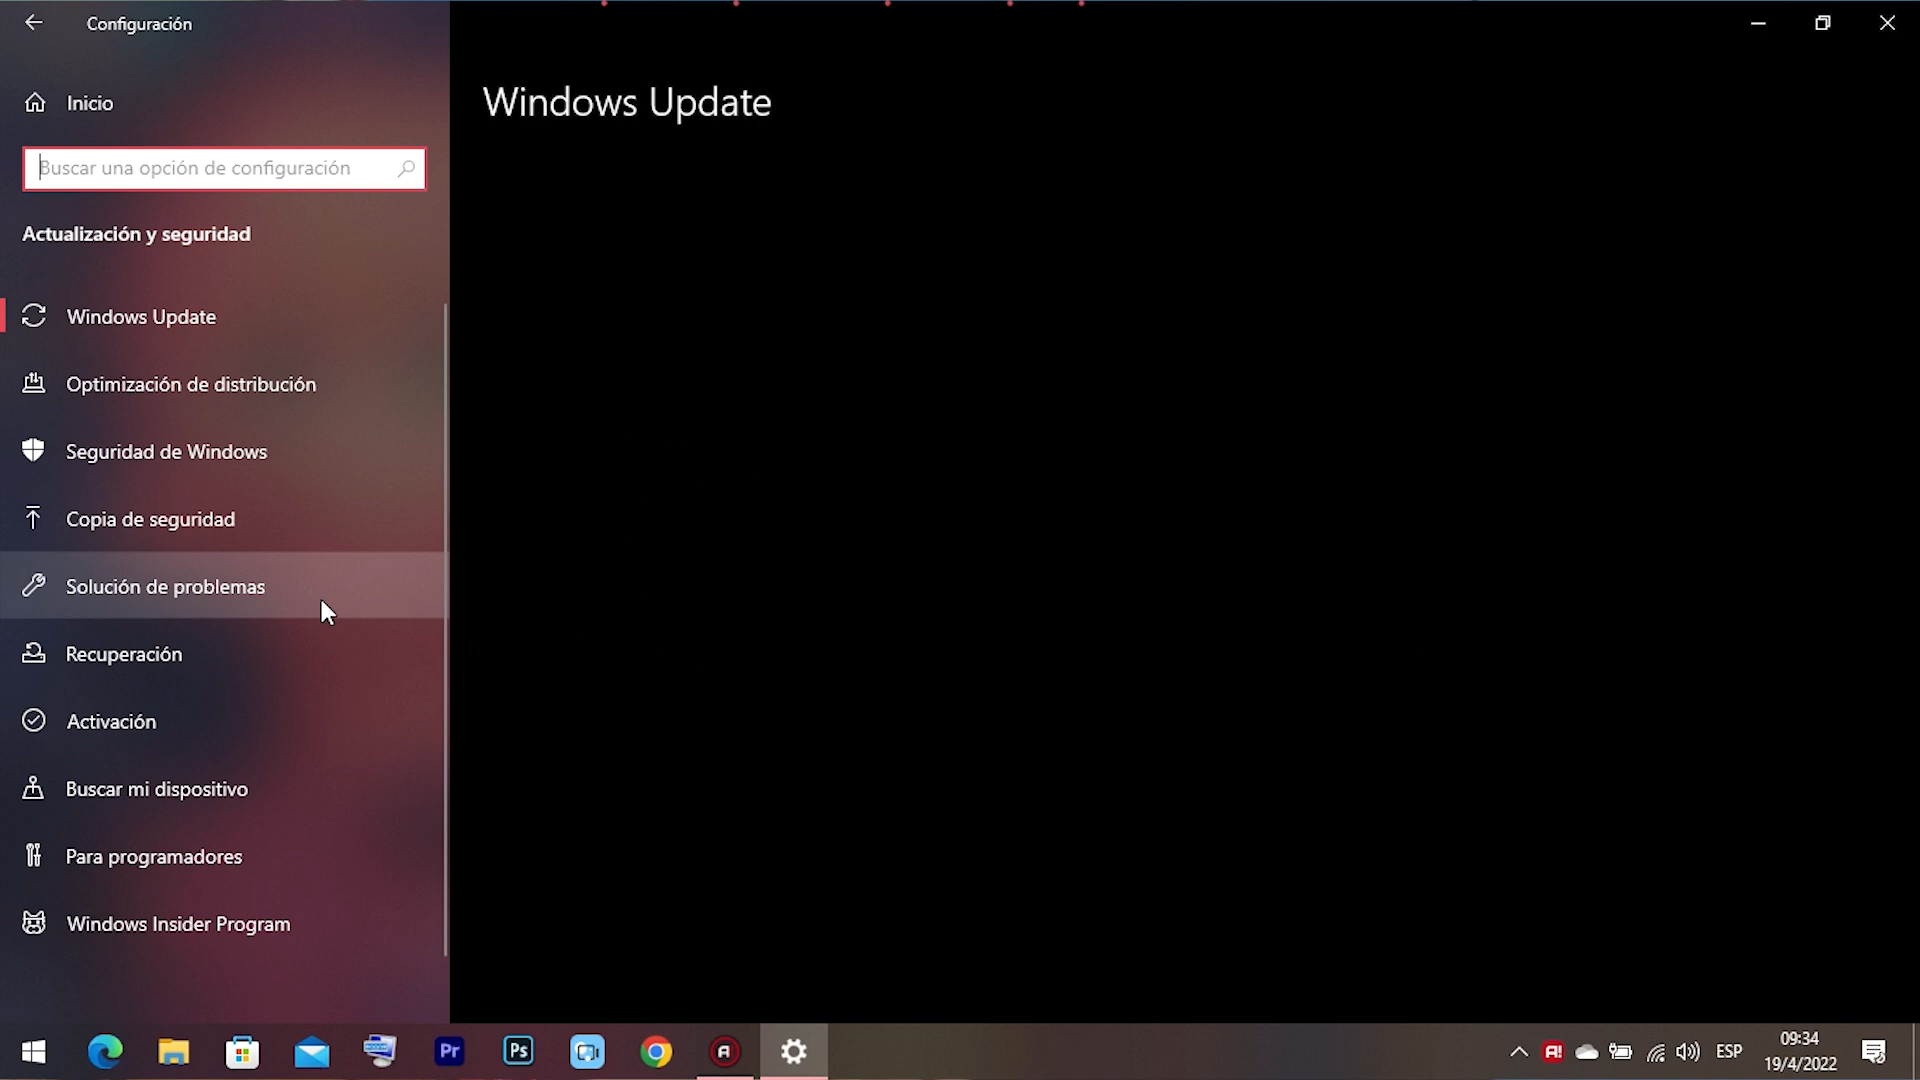 Configuración
Inicio
Buscar una opción de configuración
Actualización y seguridad
Windows Update
Optimización de distribución
Seguridad de Windows
Copia de seguridad
Solución de problemas
Recuperación
Activación
Buscar mi dispositivo
Para programadores
Windows Insider Program
Windows Update
Pr
Ps
A
A!
ESP
09:34
19/4/2022